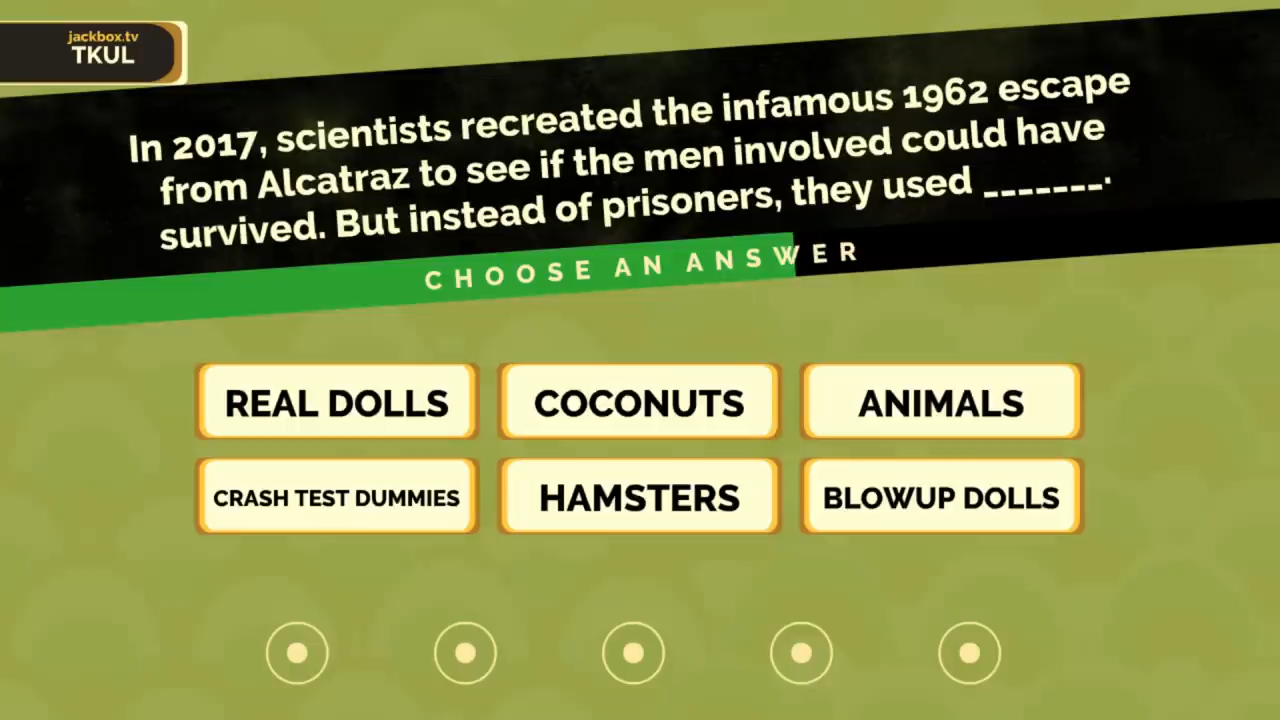 jackbox.tv
TKUL
In 2017, scientists recreated the infamous 1962 escape
from Alcatraz to see if the men involved could have
survived. But instead of prisoners, they used _______.
CHOOSE AN ANSWER
REAL DOLLS
COCONUTS
ANIMALS
CRASH TEST DUMMIES
HAMSTERS
BLOWUP DOLLS